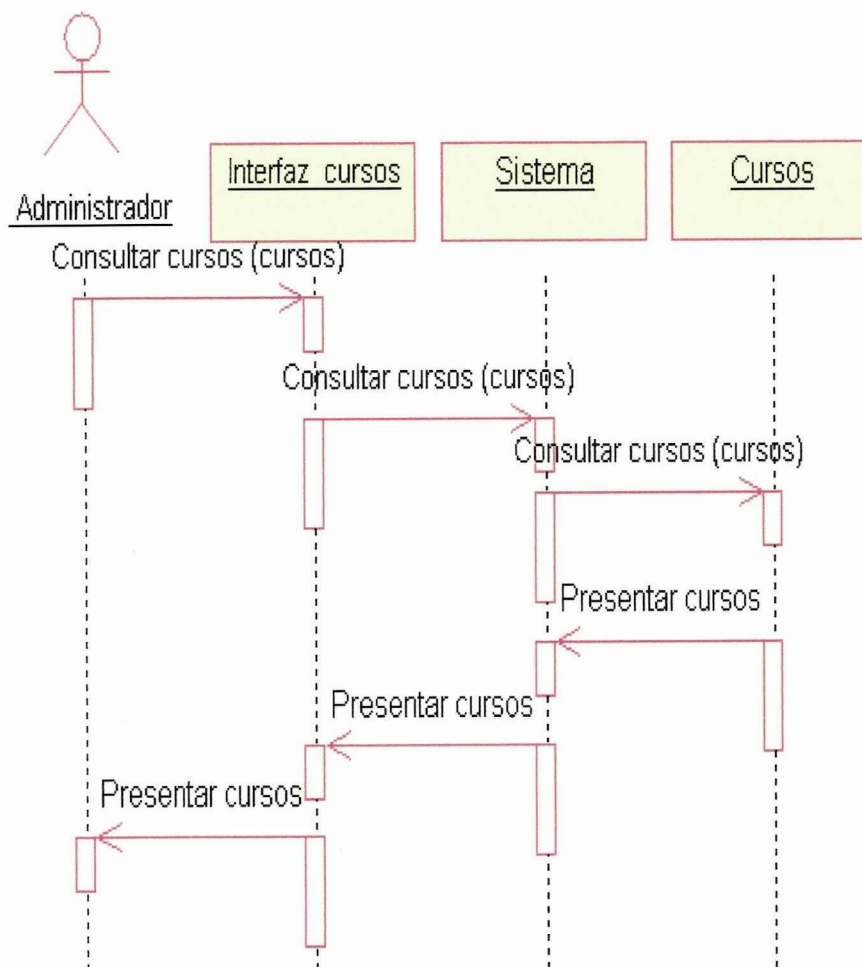 Administrador
Interfaz cursos
Sistema
Cursos
Consultar cursos (cursos)
Consultar cursos (cursos)
Consultar cursos (cursos)
Presentar cursos
Presentar cursos
Presentar cursos